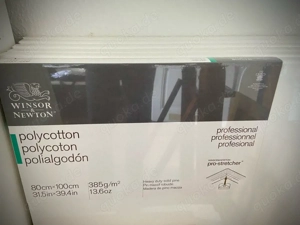 WINSOR
& NEWTON
polycotton
polycoton
polialgodón
professional
professionnel
profesional
pro-stretcher
80cm×100cm
31.5in×39.4in
385g/m²
13.6oz